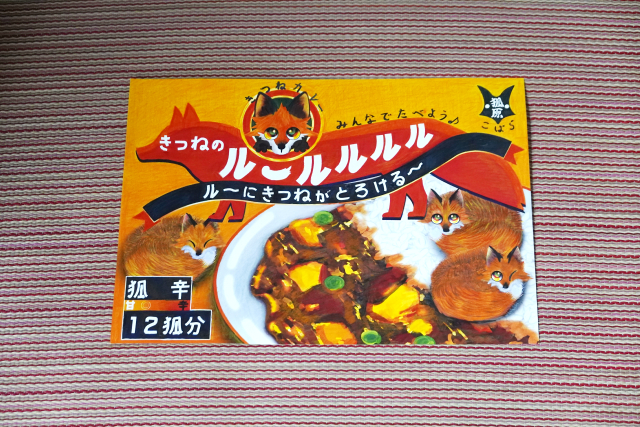 きつねカレー
みんなでたべよう♪
狐原
こばら
きつねの
ルールルルル
ル〜にきつねがとろける〜
狐 辛
甘 辛
12狐分